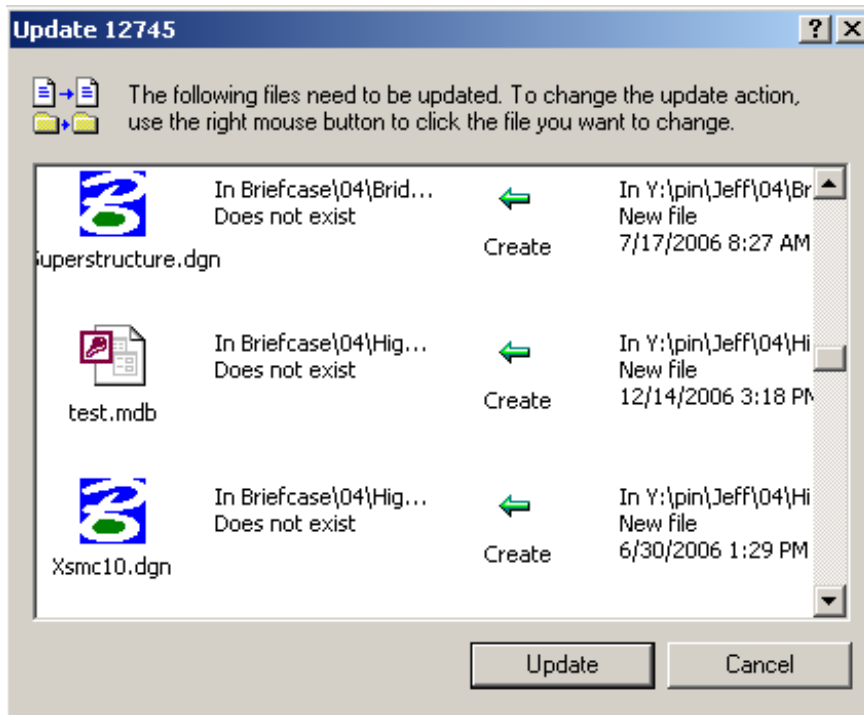 Update 12745
The following files need to be updated. To change the update action,
use the right mouse button to click the file you want to change.
In Briefcase\04\Brid...
Does not exist
Create
In Y:\pin\Jeff\04\Br
New file
7/17/2006 8:27 AM
Superstructure.dgn
In Briefcase\04\Hig...
Does not exist
Create
In Y:\pin\Jeff\04\Hi
New file
12/14/2006 3:18 PM
test.mdb
In Briefcase\04\Hig...
Does not exist
Create
In Y:\pin\Jeff\04\Hi
New file
6/30/2006 1:29 PM
Xsmc10.dgn
Update
Cancel